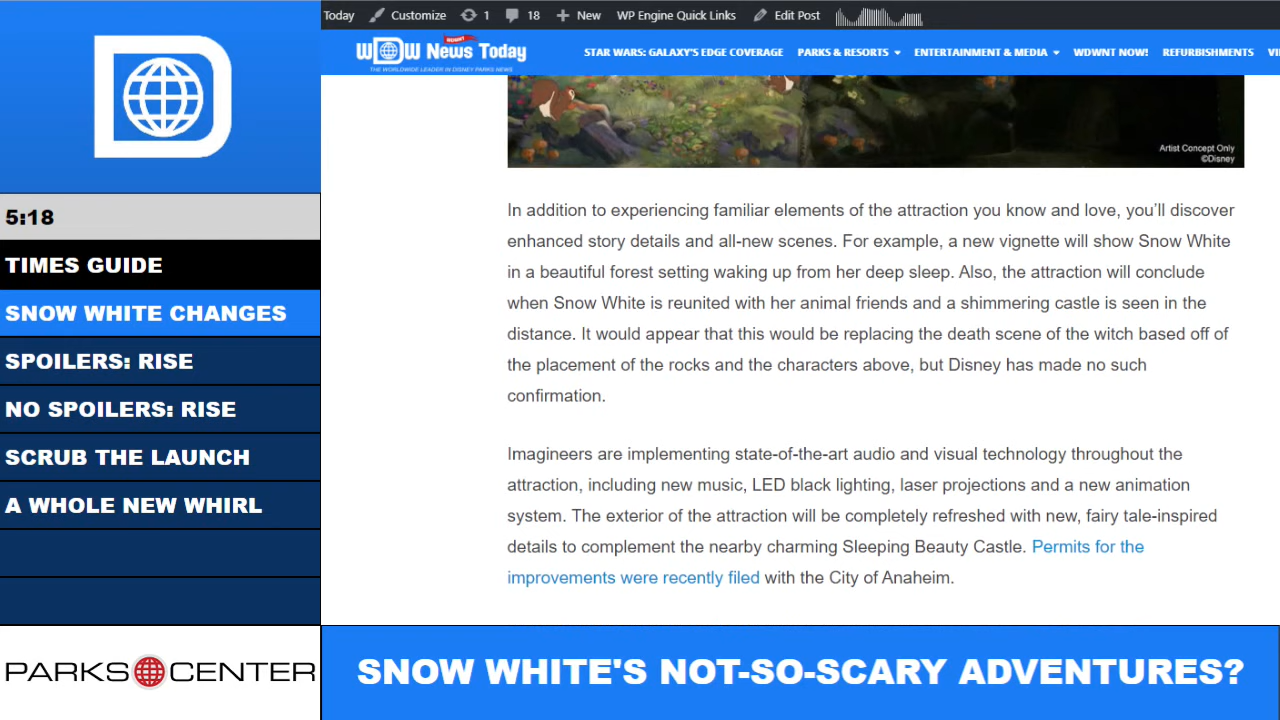 Today Customize 1 18 New WP Engine Quick Links Edit Post
WDW News Today
THE WORLDWIDE LEADER IN DISNEY PARKS NEWS
STAR WARS: GALAXY'S EDGE COVERAGE PARKS & RESORTS ENTERTAINMENT & MEDIA WDWNT NOW! REFURBISHMENTS VI
Artist Concept Only
©Disney
5:18
TIMES GUIDE
SNOW WHITE CHANGES
SPOILERS: RISE
NO SPOILERS: RISE
SCRUB THE LAUNCH
A WHOLE NEW WHIRL
In addition to experiencing familiar elements of the attraction you know and love, you’ll discover
enhanced story details and all-new scenes. For example, a new vignette will show Snow White
in a beautiful forest setting waking up from her deep sleep. Also, the attraction will conclude
when Snow White is reunited with her animal friends and a shimmering castle is seen in the
distance. It would appear that this would be replacing the death scene of the witch based off of
the placement of the rocks and the characters above, but Disney has made no such
confirmation.
Imagineers are implementing state-of-the-art audio and visual technology throughout the
attraction, including new music, LED black lighting, laser projections and a new animation
system. The exterior of the attraction will be completely refreshed with new, fairy tale-inspired
details to complement the nearby charming Sleeping Beauty Castle. Permits for the
improvements were recently filed with the City of Anaheim.
PARKS CENTER
SNOW WHITE'S NOT-SO-SCARY ADVENTURES?